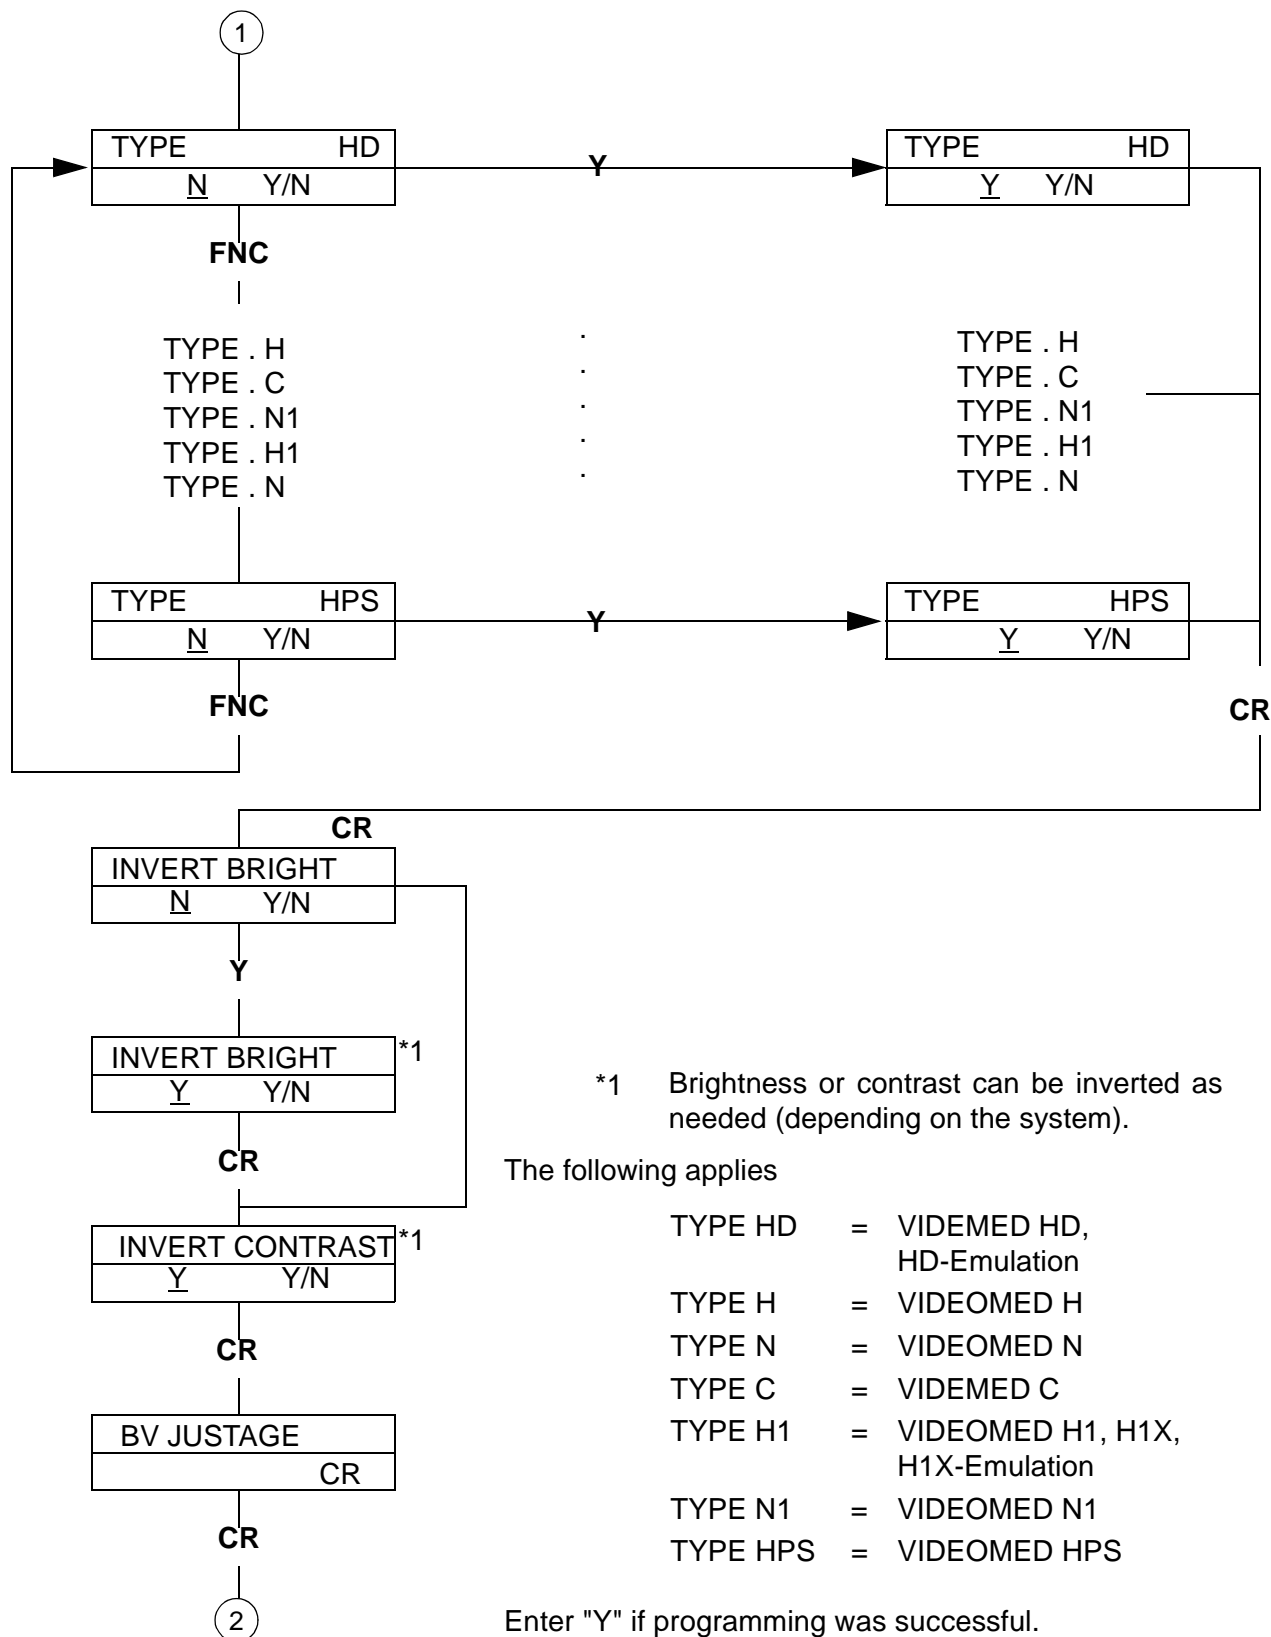 1
TYPE HD
N Y/N
Y
TYPE HD
Y Y/N
FNC
TYPE . H
TYPE . C
TYPE . N1
TYPE . H1
TYPE . N
.
.
.
.
.
TYPE . H
TYPE . C
TYPE . N1
TYPE . H1
TYPE . N
TYPE HPS
N Y/N
Y
TYPE HPS
Y Y/N
FNC
CR
CR
INVERT BRIGHT
N Y/N
Y
INVERT BRIGHT *1
Y Y/N
CR
INVERT CONTRAST *1
Y Y/N
CR
BV JUSTAGE
CR
CR
2
*1 Brightness or contrast can be inverted as
needed (depending on the system).
The following applies
TYPE HD = VIDEMED HD,
HD-Emulation
TYPE H = VIDEOMED H
TYPE N = VIDEOMED N
TYPE C = VIDEMED C
TYPE H1 = VIDEOMED H1, H1X,
H1X-Emulation
TYPE N1 = VIDEOMED N1
TYPE HPS = VIDEOMED HPS
Enter "Y" if programming was successful.